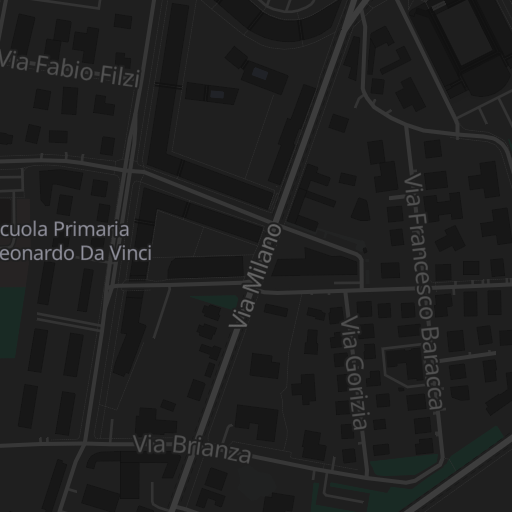 Via Fabio Filzi
cuola Primaria
eonardo Da Vinci
Via Francesco Baracca
Via Milano
Via Gorizia
Via Brianza